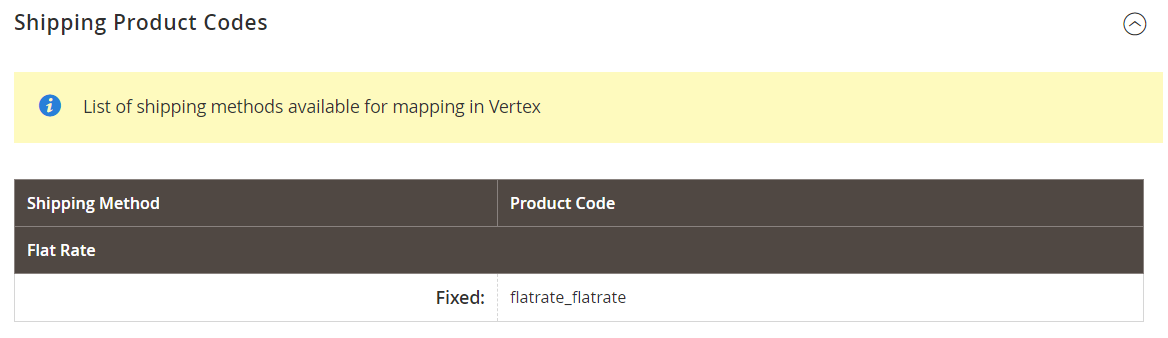 Shipping Product Codes
List of shipping methods available for mapping in Vertex
Shipping Method Product Code
Flat Rate
Fixed: flatrate_flatrate